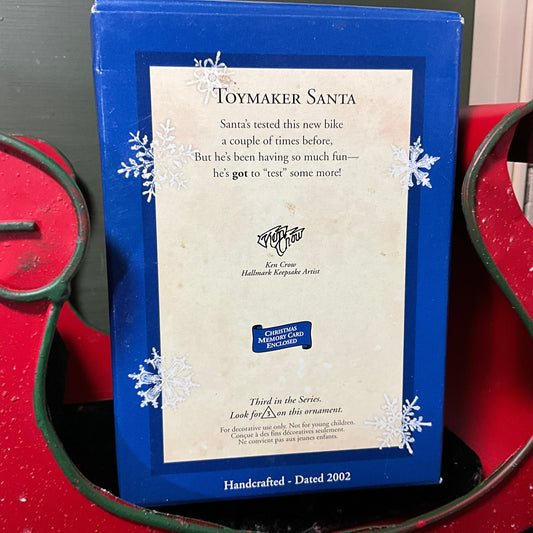 TOYMAKER SANTA
Santa's tested this new bike
a couple of times before,
But he's been having so much fun—
he's got to "test" some more!
Ken Crow
Ken Crow
Hallmark Keepsake Artist
CHRISTMAS
MEMORY CARD
ENCLOSED
Third in the Series.
Look for 3 on this ornament.
For decorative use only. Not for young children.
Conçue à des fins décoratives seulement.
Ne convient pas aux jeunes enfants.
Handcrafted - Dated 2002